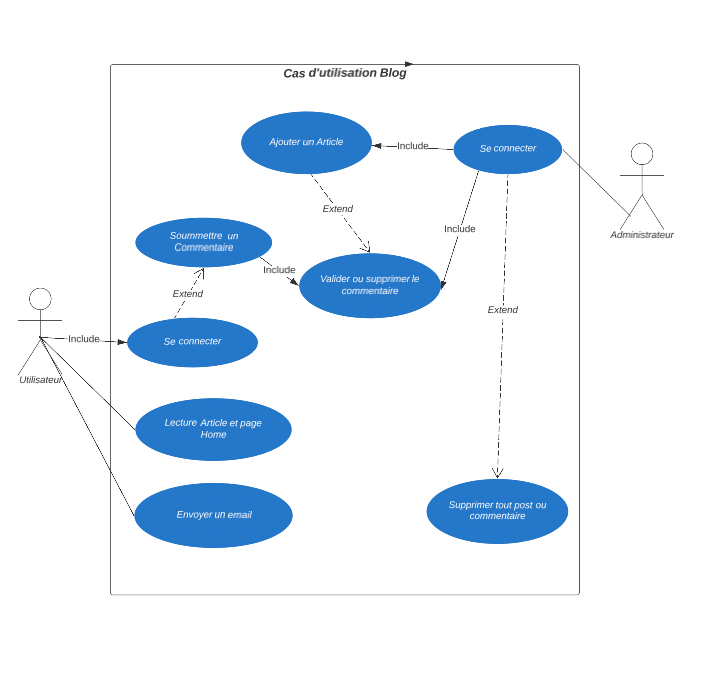 Cas d'utilisation Blog
Ajouter un Article
Include
Se connecter
Extend
Administrateur
Soummettre un
Commentaire
Include
Include
Valider ou supprimer le
commentaire
Extend
Extend
Include
Se connecter
Utilisateur
Lecture Article et page
Home
Envoyer un email
Supprimer tout post ou
commentaire